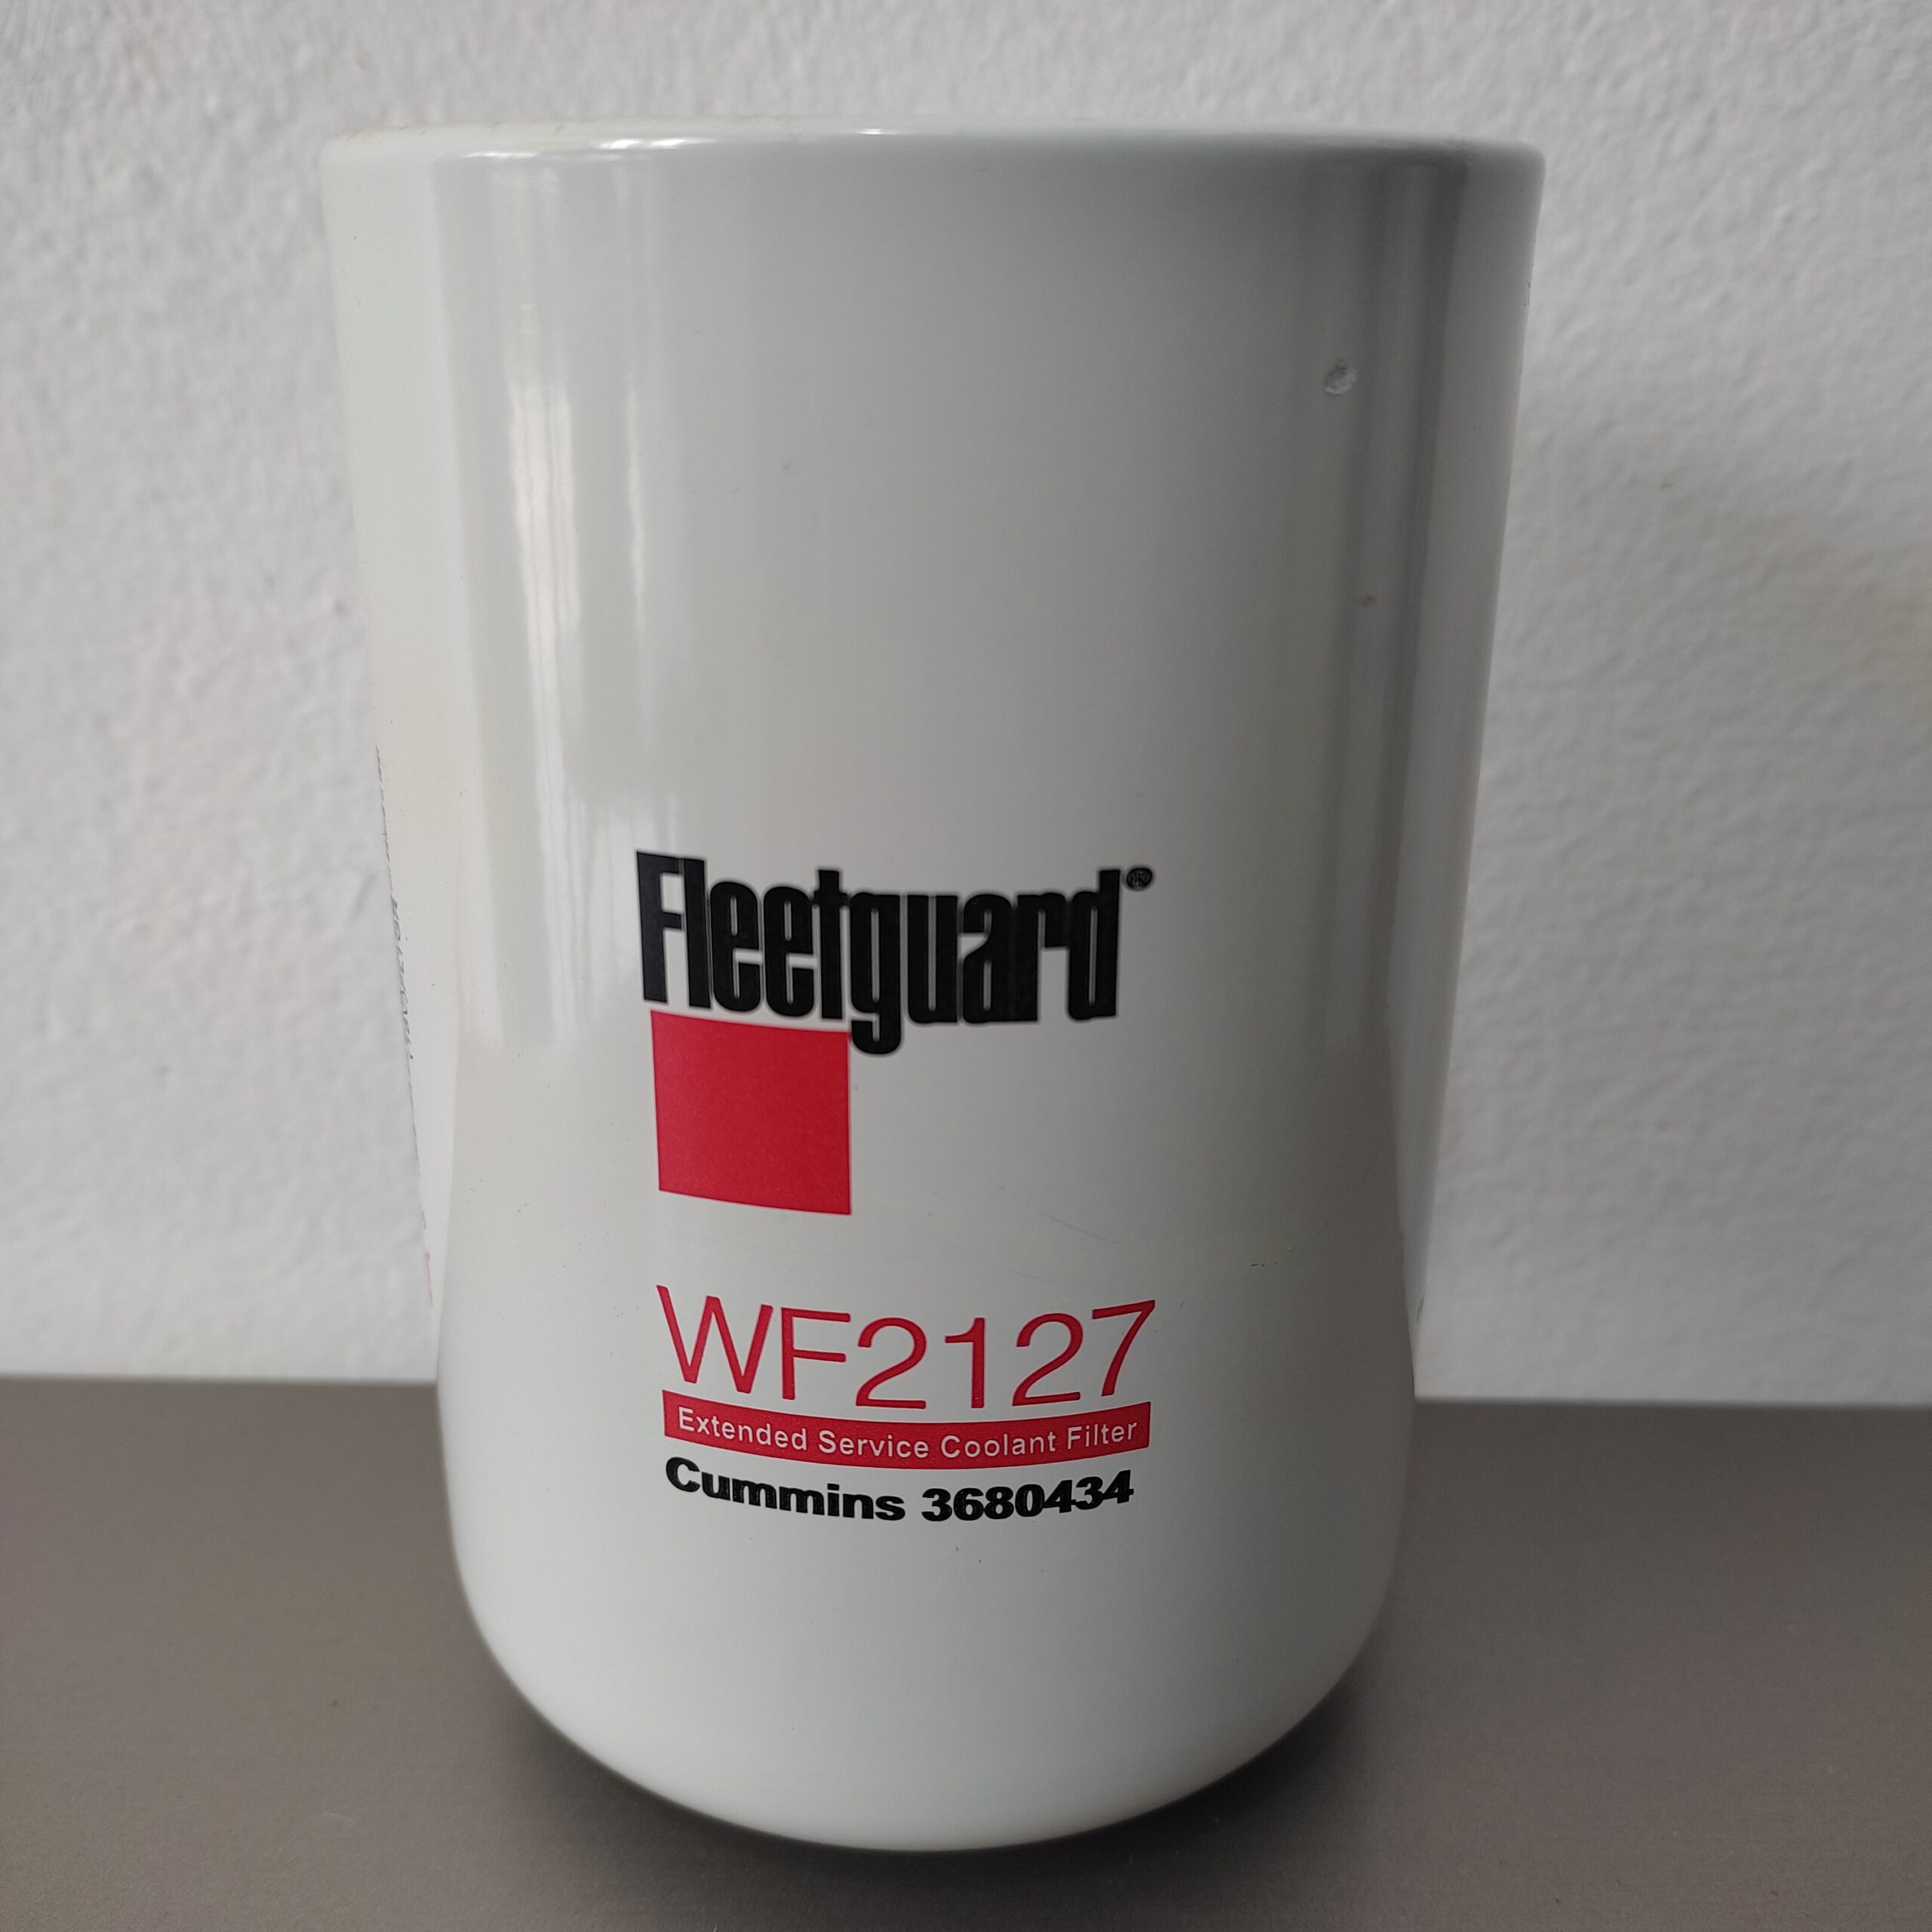 Fleetguard®
WF2127
Extended Service Coolant Filter
Cummins 3680434